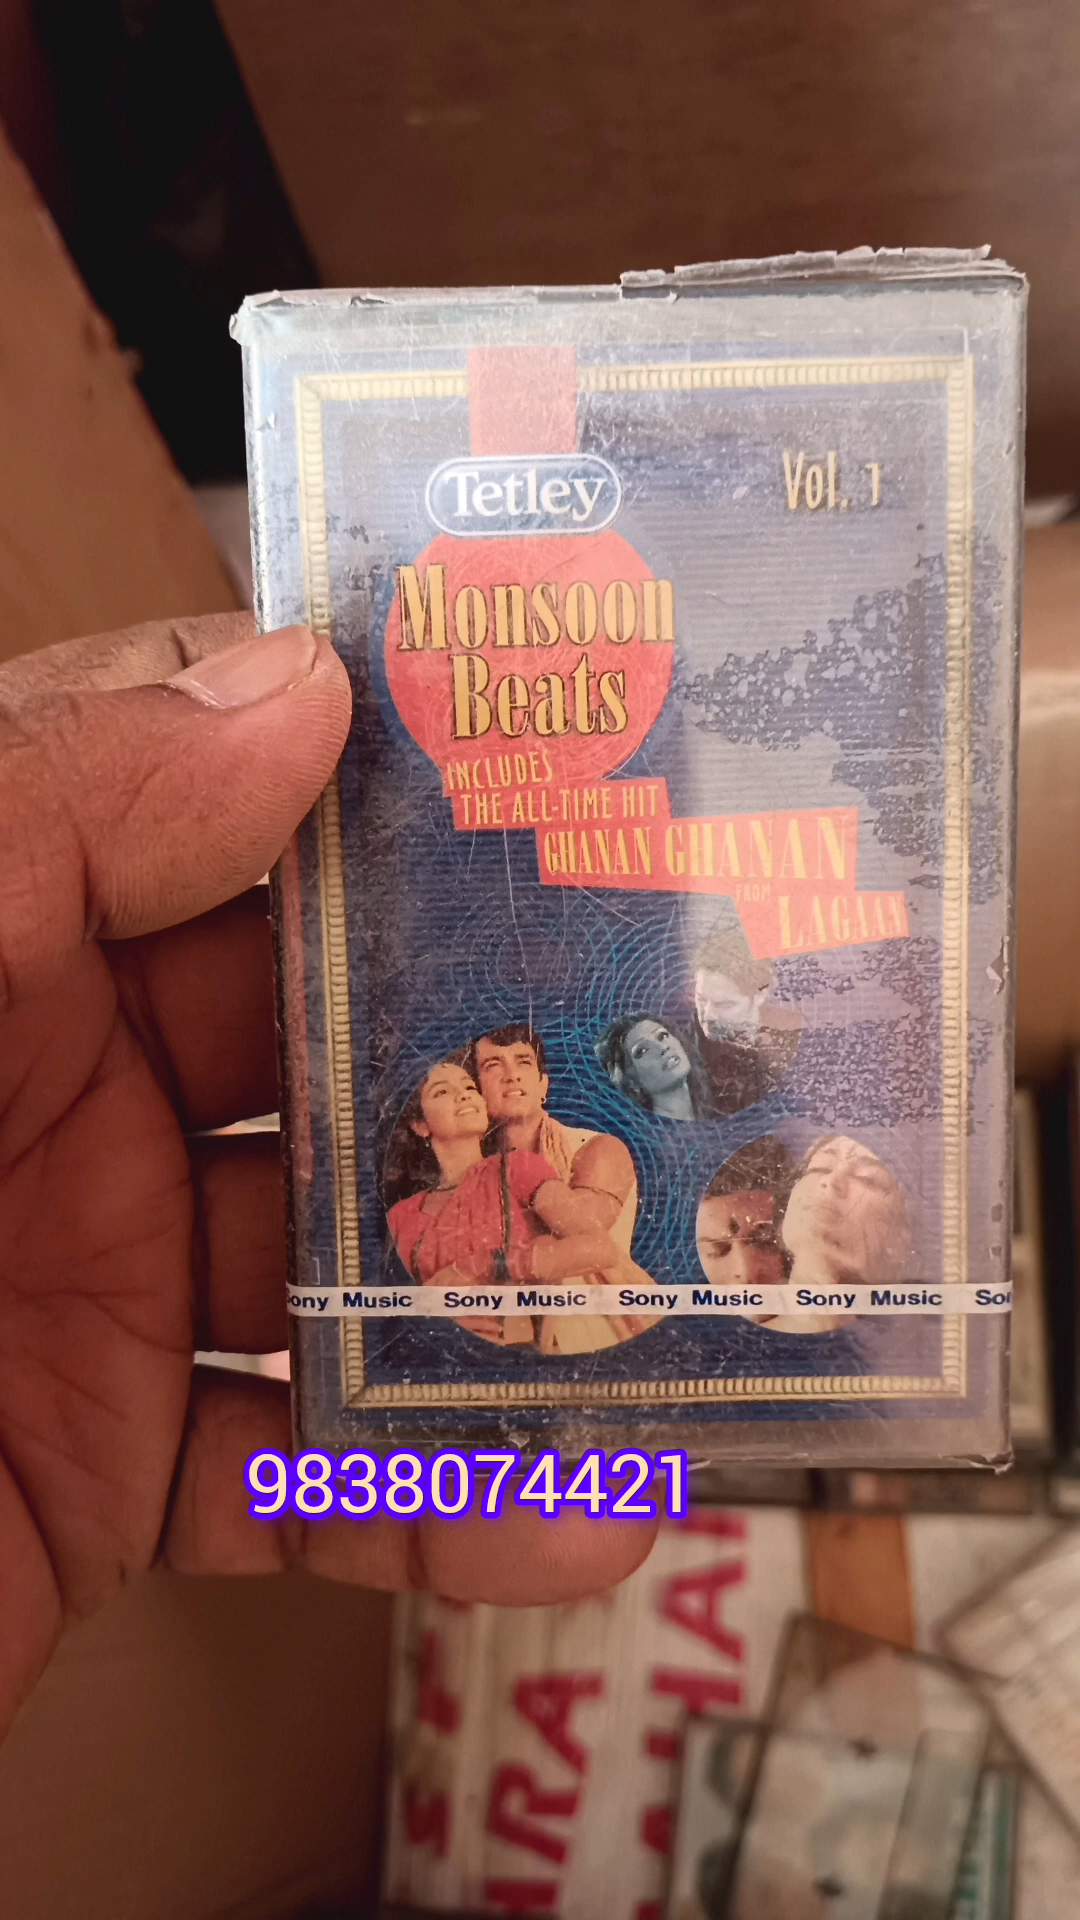 Tetley
Vol. 1
Monsoon
Beats
INCLUDES
THE ALL-TIME HIT
GHANAN GHANAN
FROM
LAGAAN
Sony Music Sony Music Sony Music Sony Music
9838074421